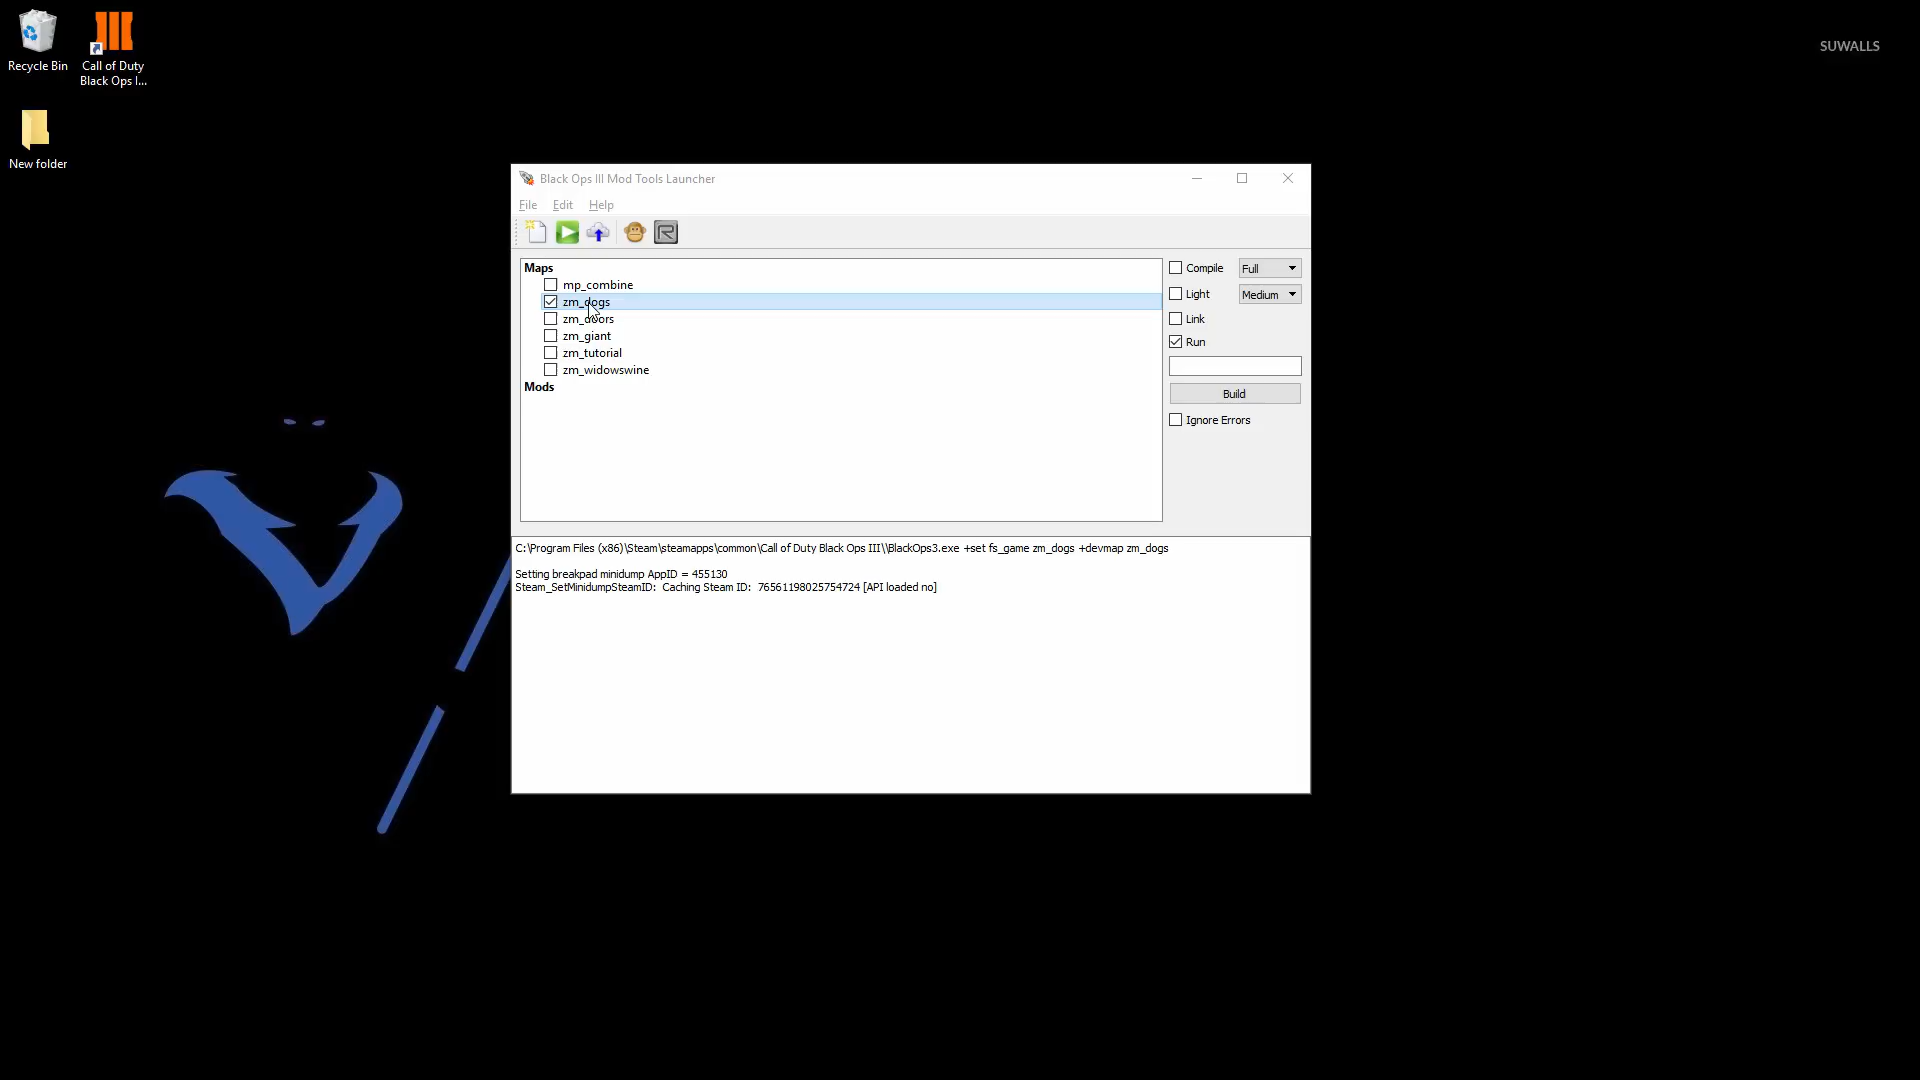 Recycle Bin
Call of Duty
Black Ops I...
New folder
SUWALLS
Black Ops III Mod Tools Launcher
File Edit Help
Maps
mp_combine
zm_dogs
zm_doors
zm_giant
zm_tutorial
zm_widowswine
Mods
Compile Full
Light Medium
Link
Run
Build
Ignore Errors
C:\Program Files (x86)\Steam\steamapps\common\Call of Duty Black Ops III\\BlackOps3.exe +set fs_game zm_dogs +devmap zm_dogs
Setting breakpad minidump AppID = 455130
Steam_SetMinidumpSteamID: Caching Steam ID: 76561198025754724 [API loaded no]